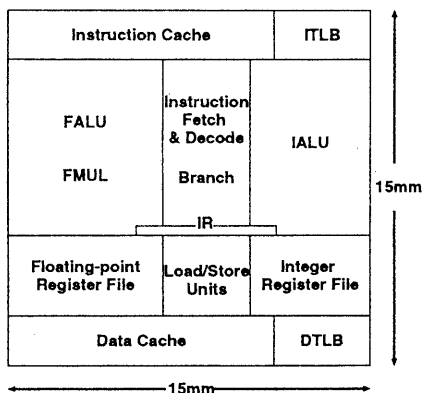 Instruction Cache
ITLB
FALU
FMUL
Instruction
Fetch
& Decode
Branch
IALU
15mm
IR
Floating-point
Register File
Load/Store
Units
Integer
Register File
Data Cache
DTLB
15mm